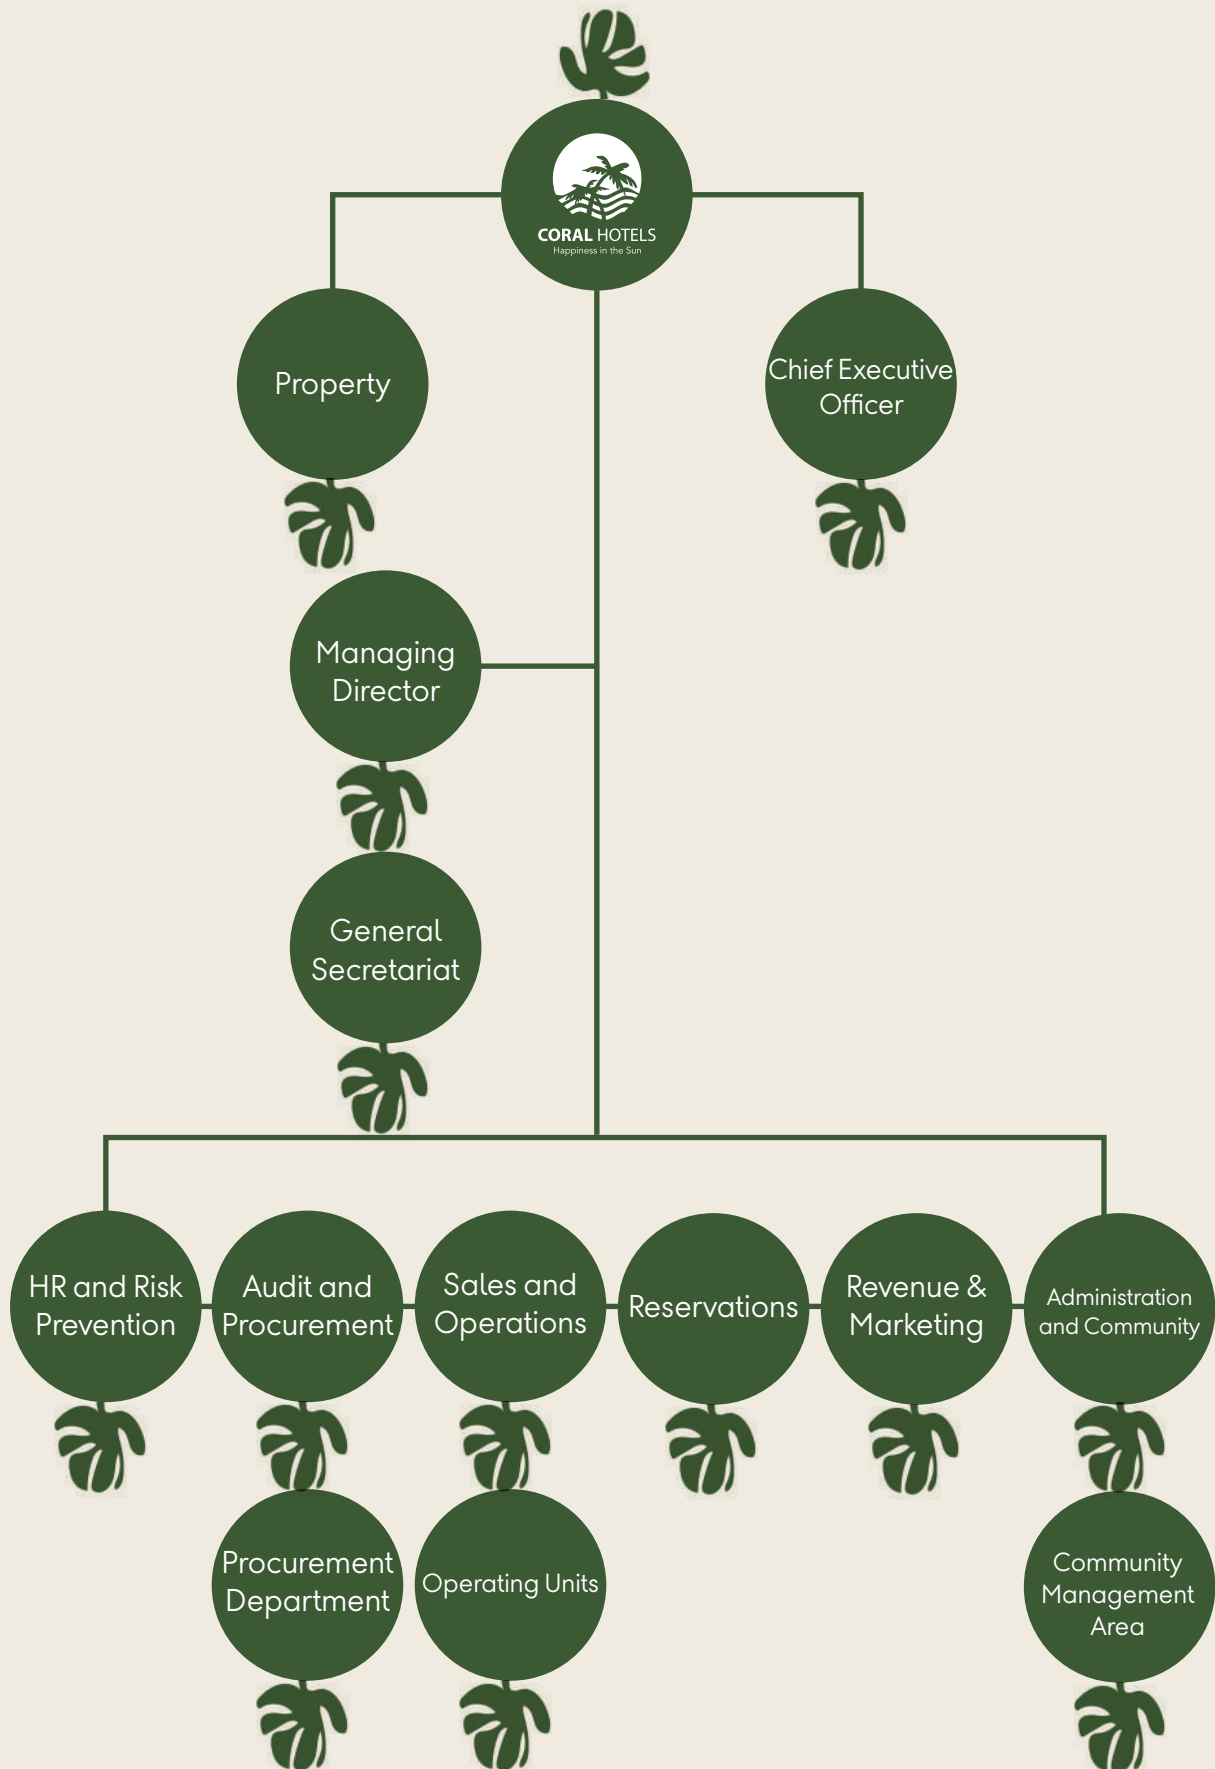 CORAL HOTELS
Happiness in the Sun
Property
Chief Executive
Officer
Managing
Director
General
Secretariat
HR and Risk
Prevention
Audit and
Procurement
Sales and
Operations
Reservations
Revenue &
Marketing
Administration
and Community
Procurement
Department
Operating Units
Community
Management
Area